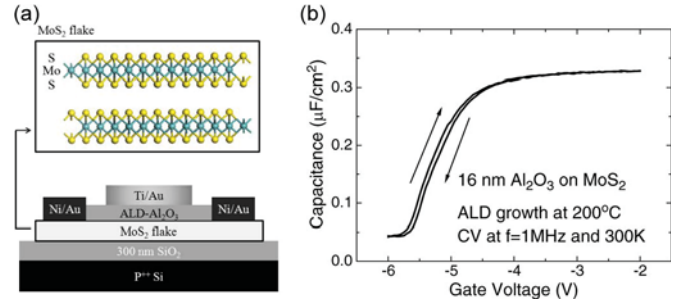 (a)
MoS₂ flake
S
Mo
S
Ti/Au
Ni/Au
ALD-Al₂O₃
Ni/Au
MoS₂ flake
300 nm SiO₂
P⁺⁺ Si
(b)
Capacitance (μF/cm²)
0.4
0.3
0.2
0.1
0.0
16 nm Al₂O₃ on MoS₂
ALD growth at 200°C
CV at f=1MHz and 300K
-6
-5
-4
-3
-2
Gate Voltage (V)